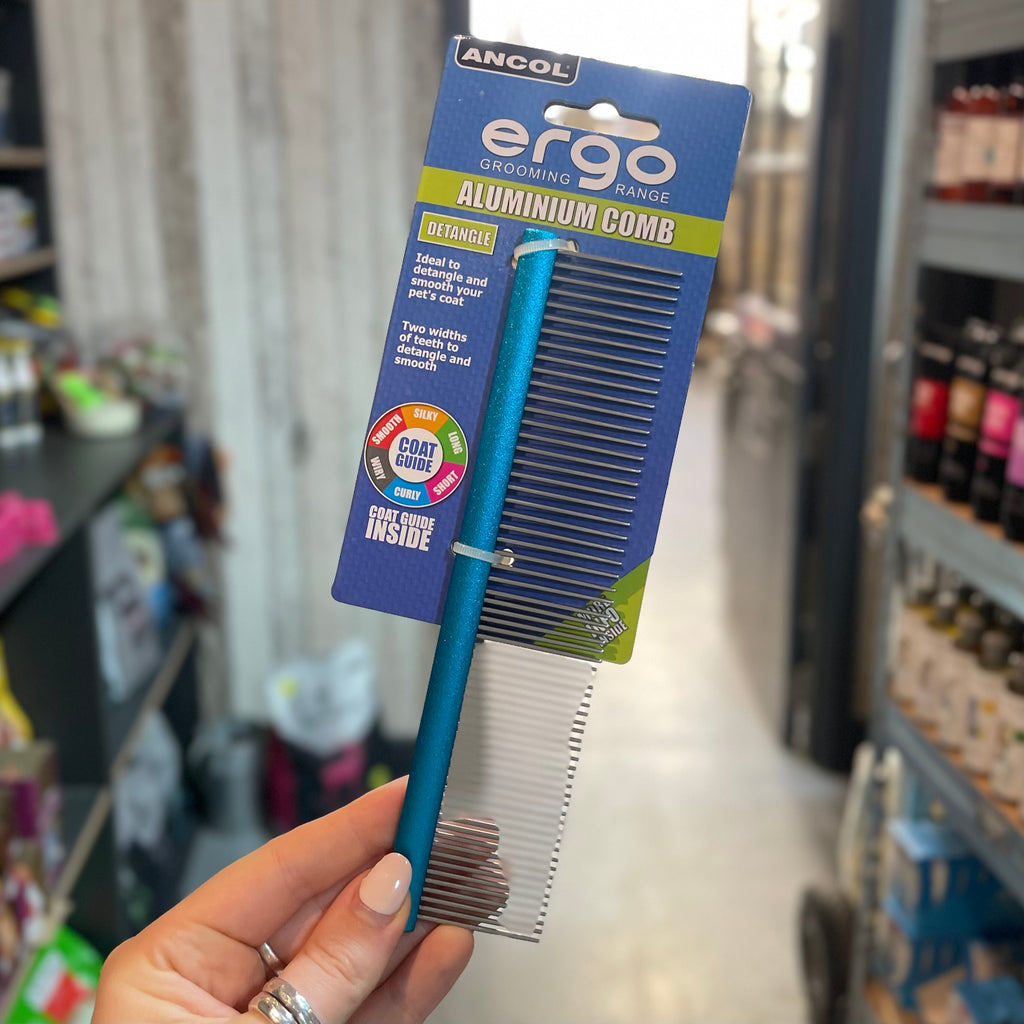 ANCOL
ergo
GROOMING RANGE
ALUMINIUM COMB
DETANGLE
Ideal to
detangle and
smooth your
pet's coat
Two widths
of teeth to
detangle and
smooth
SILKY
LONG
SHORT
CURLY
WIRY
SMOOTH
COAT
GUIDE
COAT GUIDE
INSIDE
INSIDE